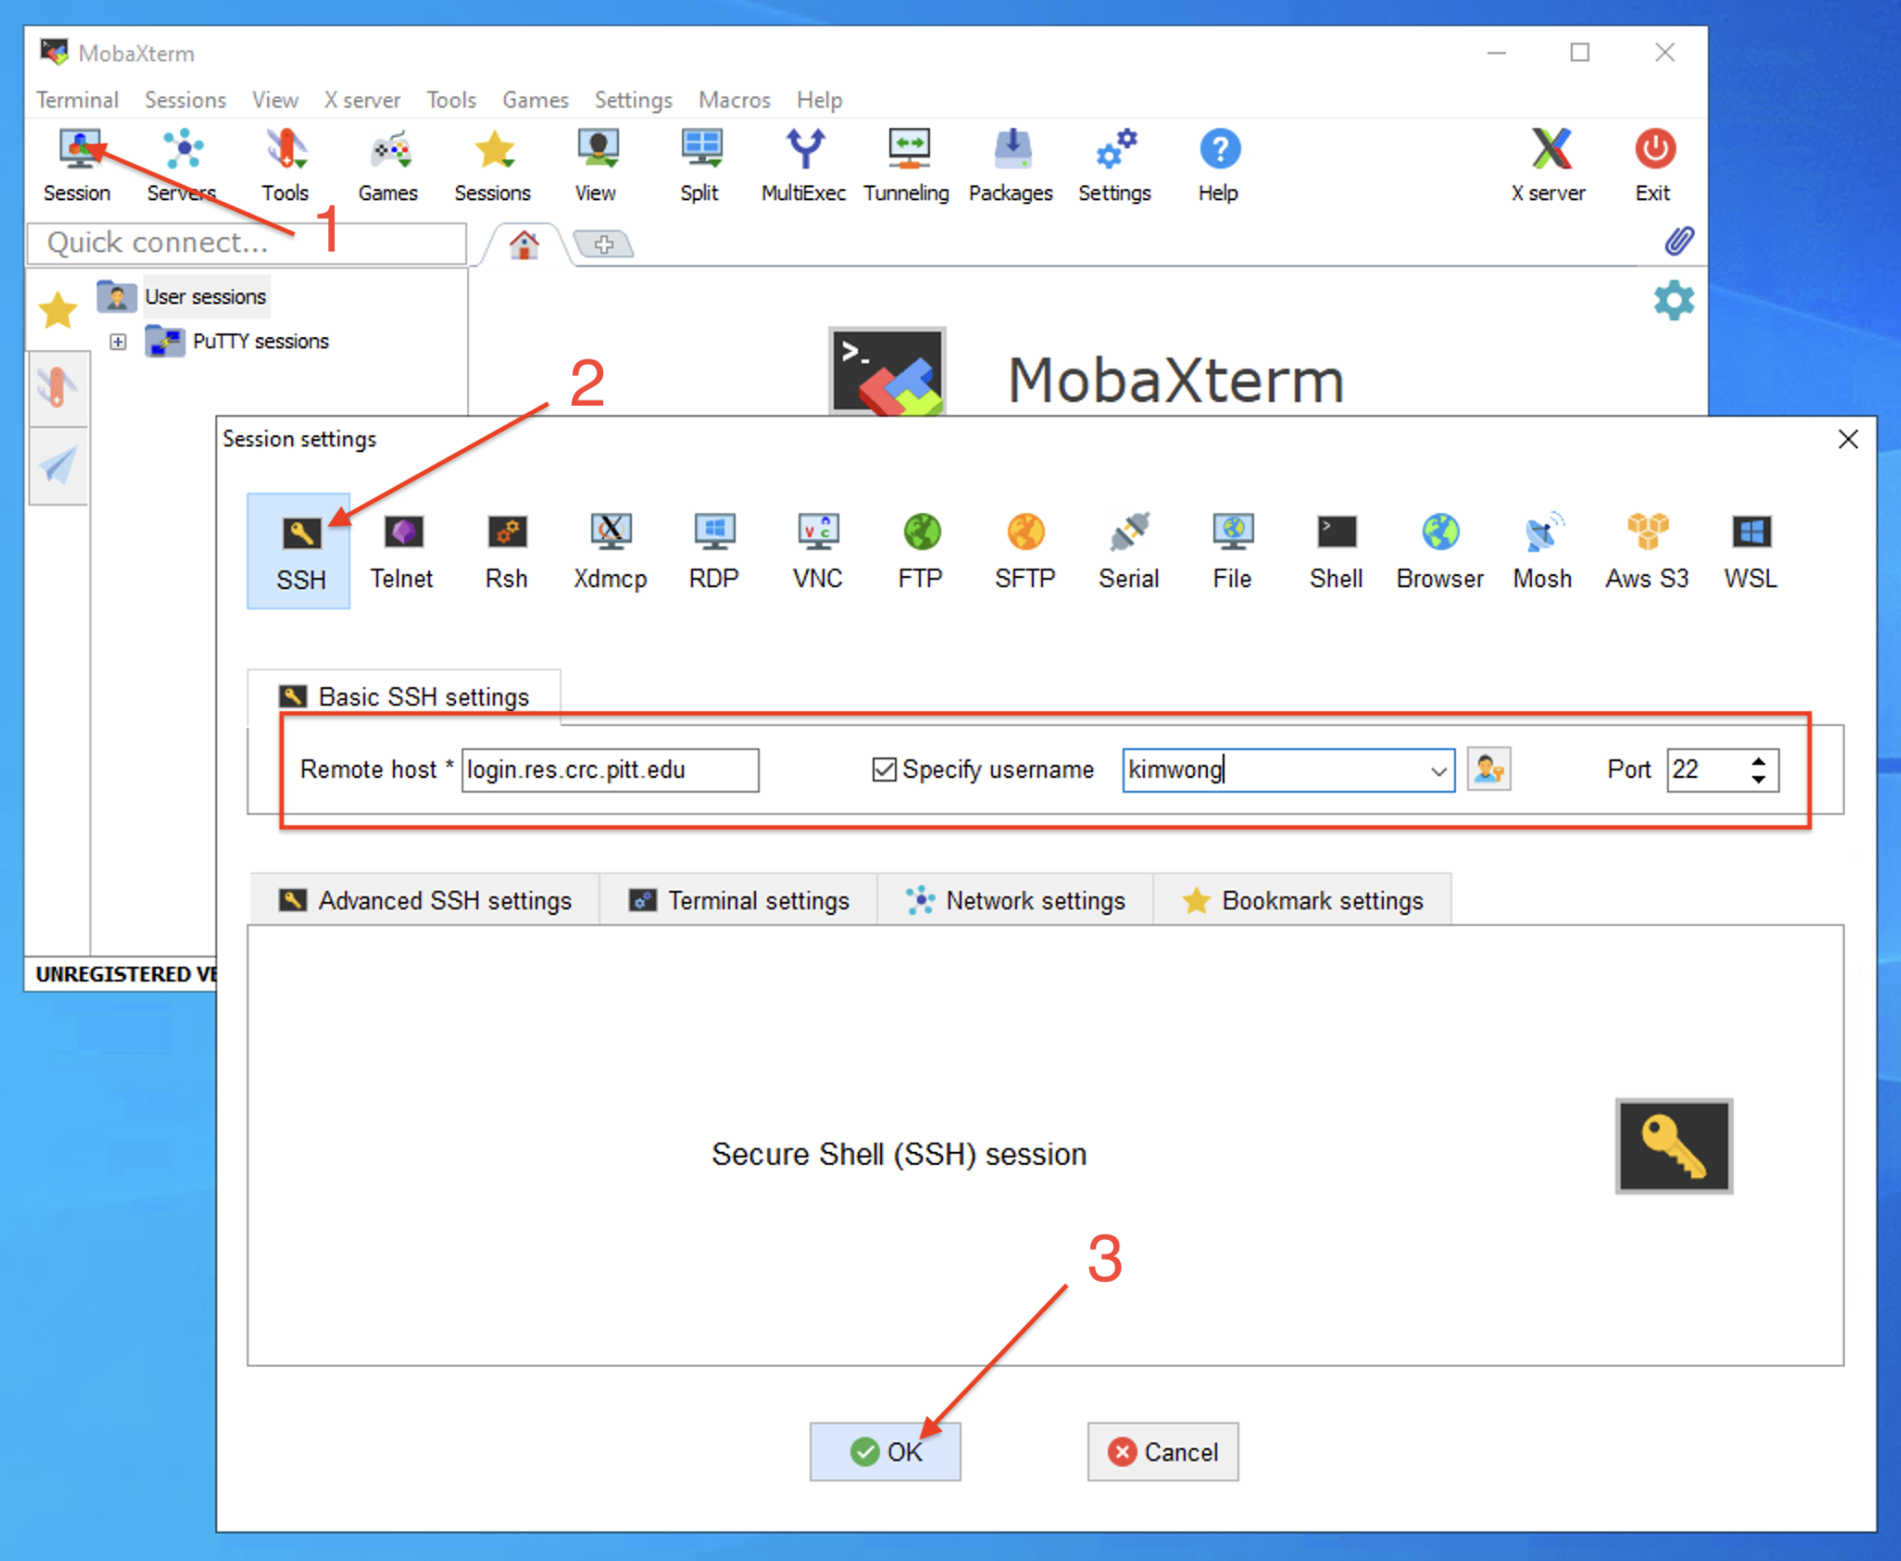 MobaXterm
Terminal Sessions View X server Tools Games Settings Macros Help
Session Servers Tools Games Sessions View Split MultiExec Tunneling Packages Settings Help X server Exit
1
Quick connect...
User sessions
PuTTY sessions
>_
MobaXterm
2
Session settings
SSH Telnet Rsh Xdmcp RDP VNC FTP SFTP Serial File Shell Browser Mosh Aws S3 WSL
Basic SSH settings
Remote host * login.res.crc.pitt.edu Specify username kimwong Port 22
Advanced SSH settings Terminal settings Network settings Bookmark settings
UNREGISTERED VE
Secure Shell (SSH) session
3
OK Cancel